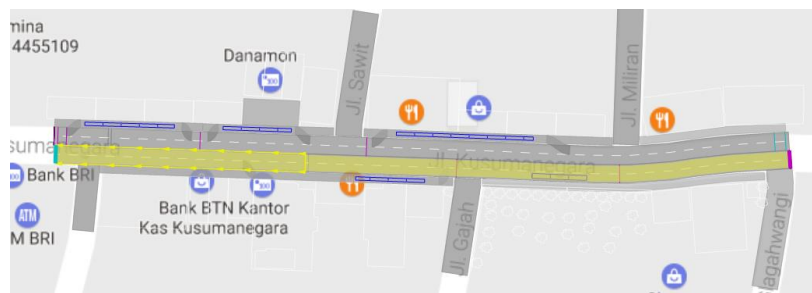 mina
4455109
Danamon
Jl. Sawit
Jl. Miliran
sumanegara
Jl. Kusumanegara
Bank BRI
Bank BTN Kantor
Kas Kusumanegara
ATM
M BRI
Jl. Gajah
lagahwangi